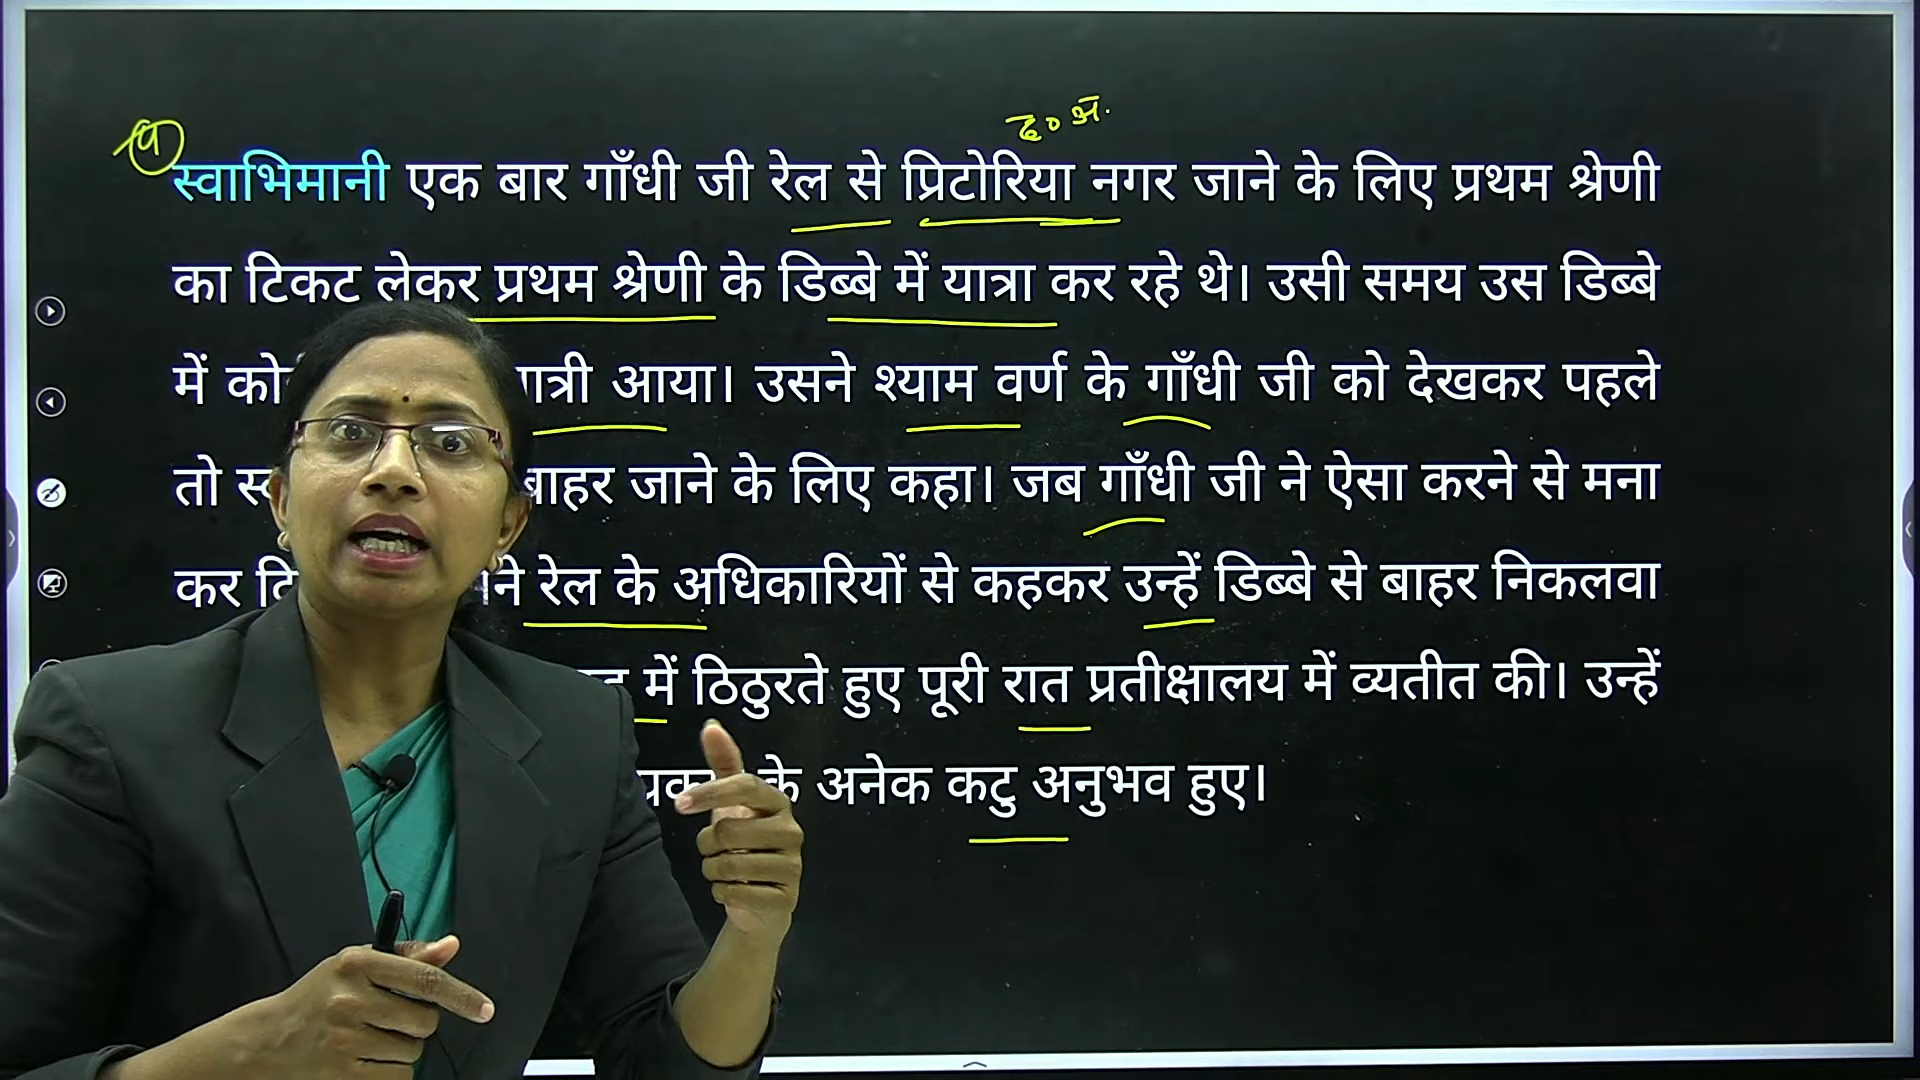 द० अ.
स्वाभिमानी एक बार गाँधी जी रेल से प्रिटोरिया नगर जाने के लिए प्रथम श्रेणी
का टिकट लेकर प्रथम श्रेणी के डिब्बे में यात्रा कर रहे थे। उसी समय उस डिब्बे
में आया। उसने श्याम वर्ण के गाँधी जी को देखकर पहले
तो बाहर जाने के लिए कहा। जब गाँधी जी ने ऐसा करने से मना
कर रेल के अधिकारियों से कहकर उन्हें डिब्बे से बाहर निकलवा
में ठिठुरते हुए पूरी रात प्रतीक्षालय में व्यतीत की। उन्हें
के अनेक कटु अनुभव हुए।